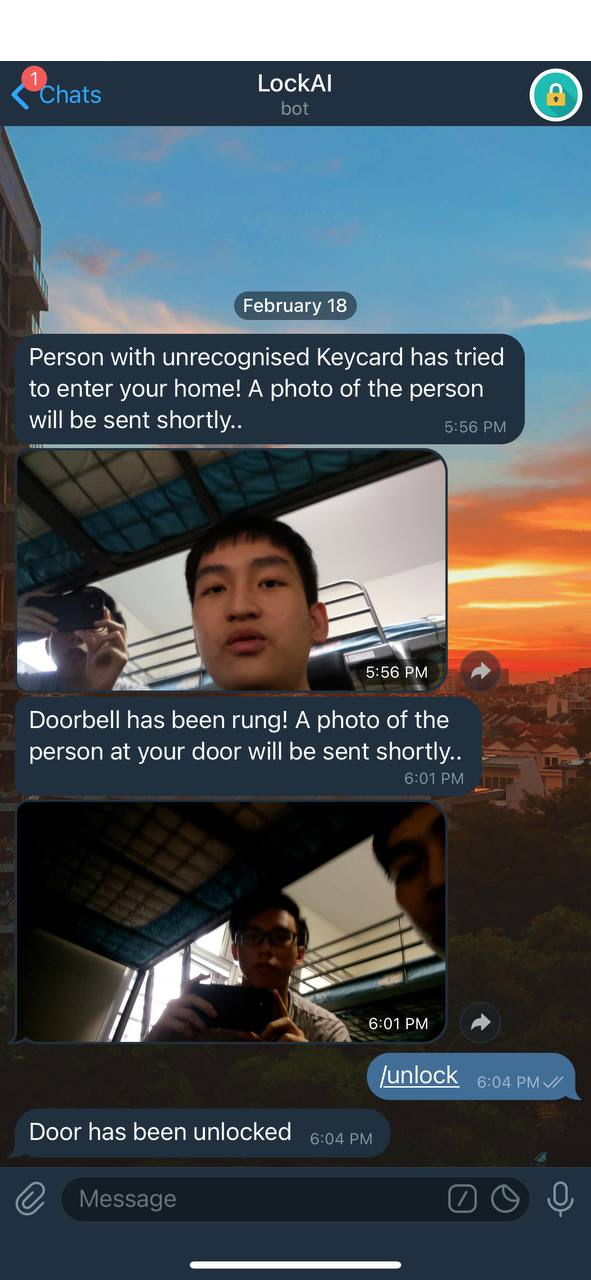 1
Chats
LockAI
bot
February 18
Person with unrecognised Keycard has tried
to enter your home! A photo of the person
will be sent shortly..
5:56 PM
5:56 PM
Doorbell has been rung! A photo of the
person at your door will be sent shortly..
6:01 PM
6:01 PM
/unlock 6:04 PM
Door has been unlocked 6:04 PM
Message